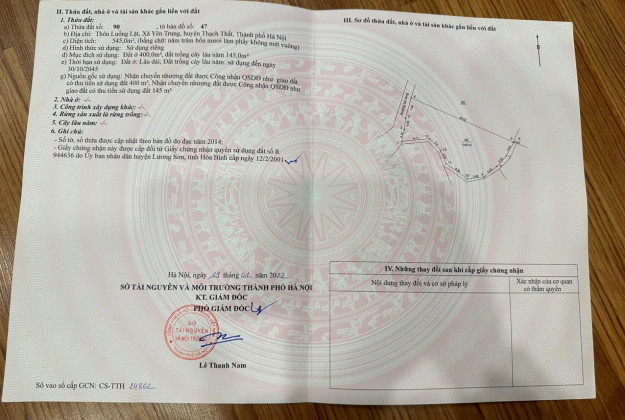 II. Thửa đất, nhà ở và tài sản khác gắn liền với đất
1. Thửa đất:
a) Thửa đất số: 90 , tờ bản đồ số: 47
b) Địa chỉ: Thôn Luồng Lặt, Xã Yên Trung, huyện Thạch Thất, Thành phố Hà Nội
c) Diện tích: 545,0m², (bằng chữ: năm trăm bốn mươi lăm phẩy không mét vuông)
d) Hình thức sử dụng: Sử dụng riêng
đ) Mục đích sử dụng: Đất ở 400,0m², đất trồng cây lâu năm 145,0m²
e) Thời hạn sử dụng: Đất ở: Lâu dài; Đất trồng cây lâu năm: sử dụng đến ngày
30/10/2045
g) Nguồn gốc sử dụng: Nhận chuyển nhượng đất được Công nhận QSDĐ như giao đất
có thu tiền sử dụng đất 400 m², Nhận chuyển nhượng đất được Công nhận QSDĐ như
giao đất có thu tiền sử dụng đất 145 m²
2. Nhà ở: -/-
3. Công trình xây dựng khác: -/-
4. Rừng sản xuất là rừng trồng: -/-
5. Cây lâu năm: -/-
6. Ghi chú:
- Số tờ, số thửa được cập nhật theo bản đồ đo đạc năm 2014;
- Giấy chứng nhận này được cấp đổi từ Giấy chứng nhận quyền sử dụng đất số R
944636 do Ủy ban nhân dân huyện Lương Sơn, tỉnh Hòa Bình cấp ngày 12/2/2001
Hà Nội, ngày 13 tháng 01 năm 2022
SỞ TÀI NGUYÊN VÀ MÔI TRƯỜNG THÀNH PHỐ HÀ NỘI
KT. GIÁM ĐỐC
PHÓ GIÁM ĐỐC
SỞ
TÀI NGUYÊN
Lê Thanh Nam
Số vào sổ cấp GCN: CS-TTH
III. Sơ đồ thửa đất, nhà ở và tài sản khác gắn liền với đất
IV. Những thay đổi sau khi cấp giấy chứng nhận
Nội dung thay đổi và cơ sở pháp lý
Xác nhận của cơ quan
có thẩm quyền